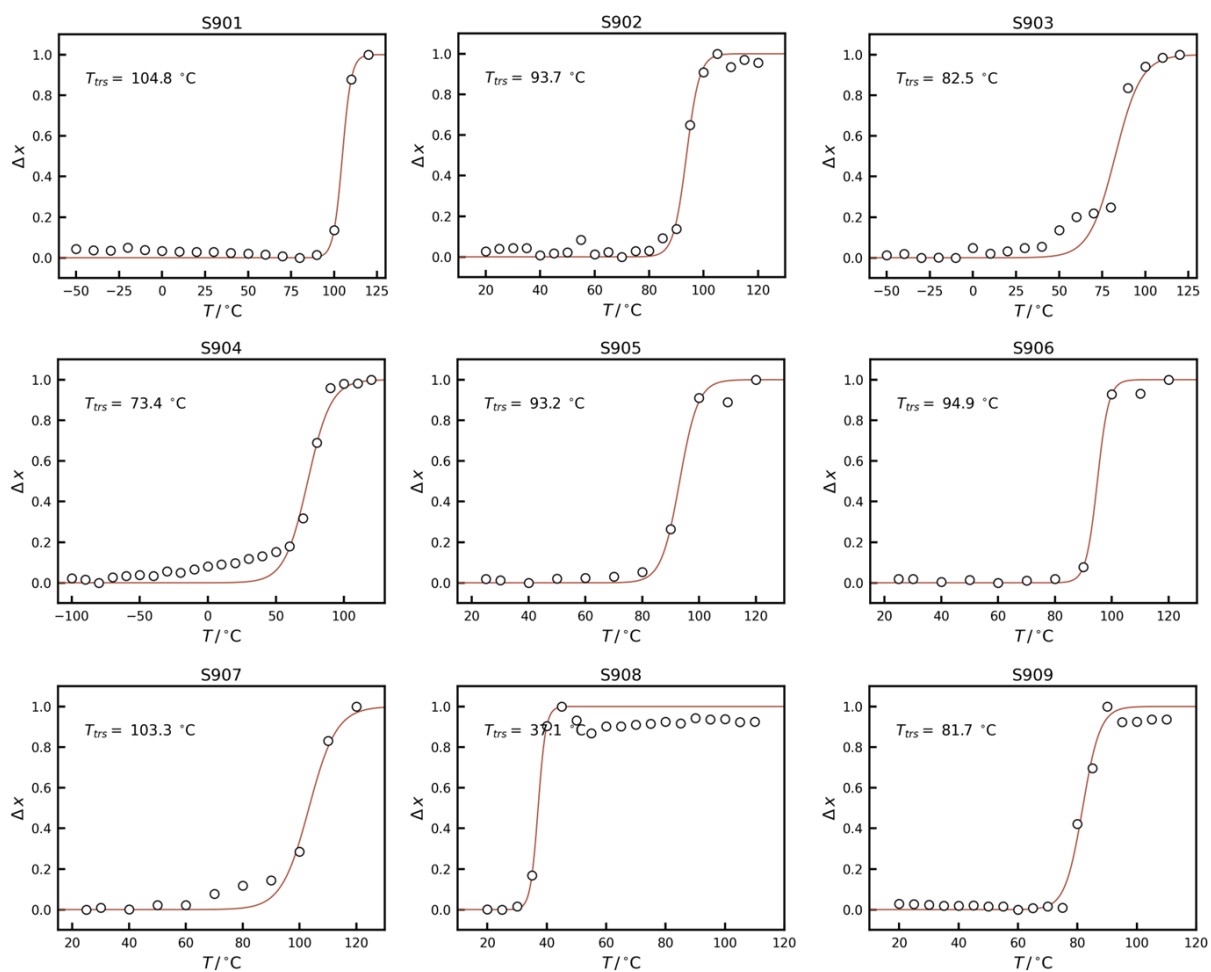 S901
1.0
0.8
0.6
0.4
0.2
0.0
Δx
T_trs = 104.8 °C
−50 −25 0 25 50 75 100 125
T/°C
S902
1.0
0.8
0.6
0.4
0.2
0.0
Δx
T_trs = 93.7 °C
20 40 60 80 100 120
T/°C
S903
1.0
0.8
0.6
0.4
0.2
0.0
Δx
T_trs = 82.5 °C
−50 −25 0 25 50 75 100 125
T/°C
S904
1.0
0.8
0.6
0.4
0.2
0.0
Δx
T_trs = 73.4 °C
−100 −50 0 50 100
T/°C
S905
1.0
0.8
0.6
0.4
0.2
0.0
Δx
T_trs = 93.2 °C
20 40 60 80 100 120
T/°C
S906
1.0
0.8
0.6
0.4
0.2
0.0
Δx
T_trs = 94.9 °C
20 40 60 80 100 120
T/°C
S907
1.0
0.8
0.6
0.4
0.2
0.0
Δx
T_trs = 103.3 °C
20 40 60 80 100 120
T/°C
S908
1.0
0.8
0.6
0.4
0.2
0.0
Δx
T_trs = 37.1 °C
20 40 60 80 100 120
T/°C
S909
1.0
0.8
0.6
0.4
0.2
0.0
Δx
T_trs = 81.7 °C
20 40 60 80 100 120
T/°C